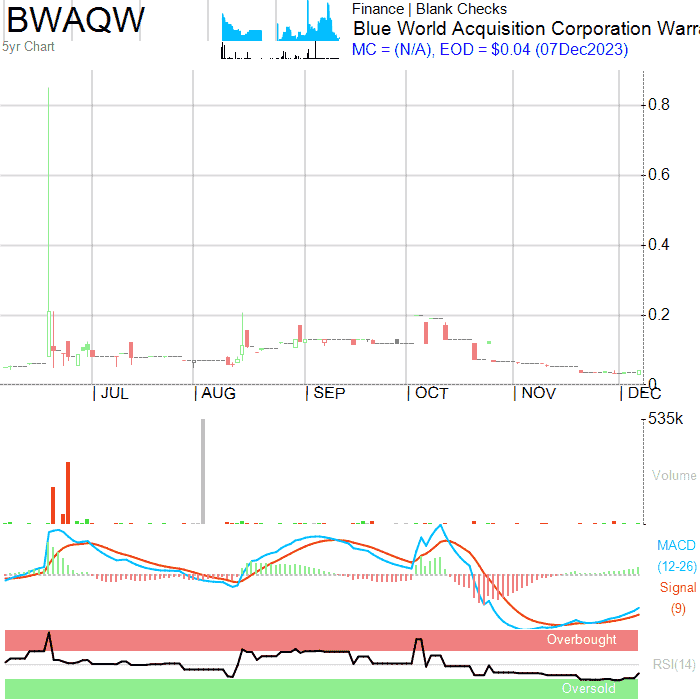 BWAQW
5yr Chart
Finance | Blank Checks
Blue World Acquisition Corporation Warra
MC = (N/A), EOD = $0.04 (07Dec2023)
0.8
0.6
0.4
0.2
0
| JUL | AUG | SEP | OCT | NOV | DEC
535k
Volume
MACD
(12-26)
Signal
(9)
Overbought
RSI(14)
Oversold